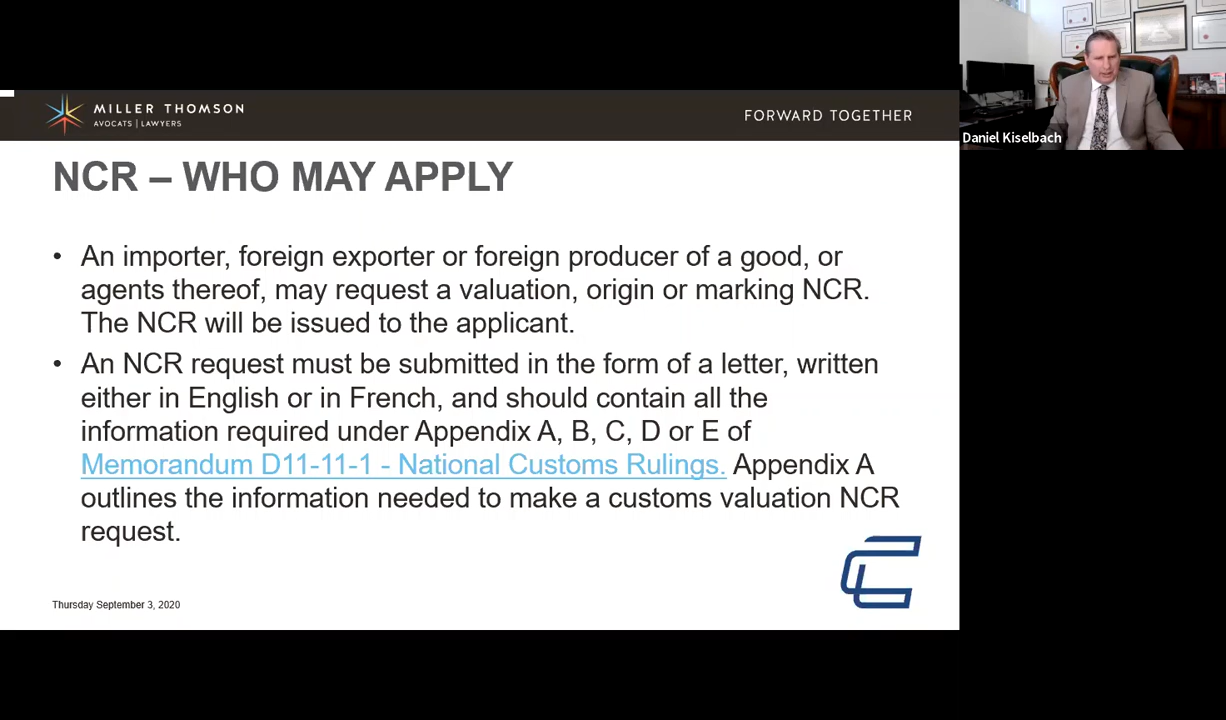 MILLER THOMSON
AVOCATS | LAWYERS
FORWARD TOGETHER
Daniel Kiselbach
NCR – WHO MAY APPLY
• An importer, foreign exporter or foreign producer of a good, or
agents thereof, may request a valuation, origin or marking NCR.
The NCR will be issued to the applicant.
• An NCR request must be submitted in the form of a letter, written
either in English or in French, and should contain all the
information required under Appendix A, B, C, D or E of
Memorandum D11-11-1 - National Customs Rulings. Appendix A
outlines the information needed to make a customs valuation NCR
request.
Thursday September 3, 2020